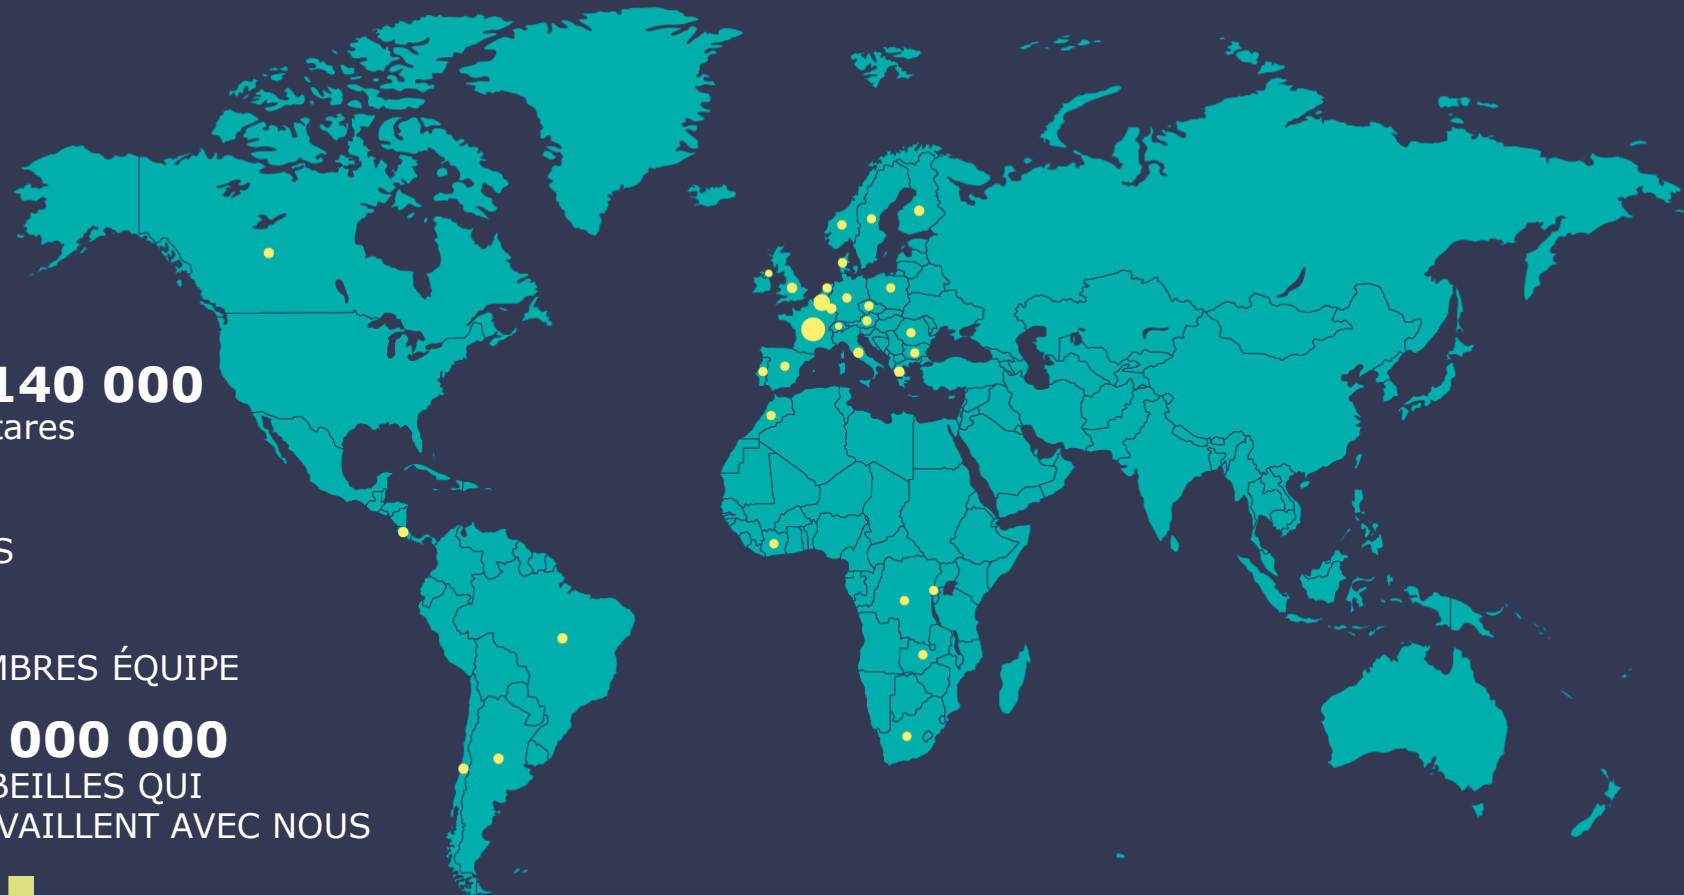 140 000
tares
S
MBRES ÉQUIPE
000 000
BEILLES QUI
VAILLENT AVEC NOUS